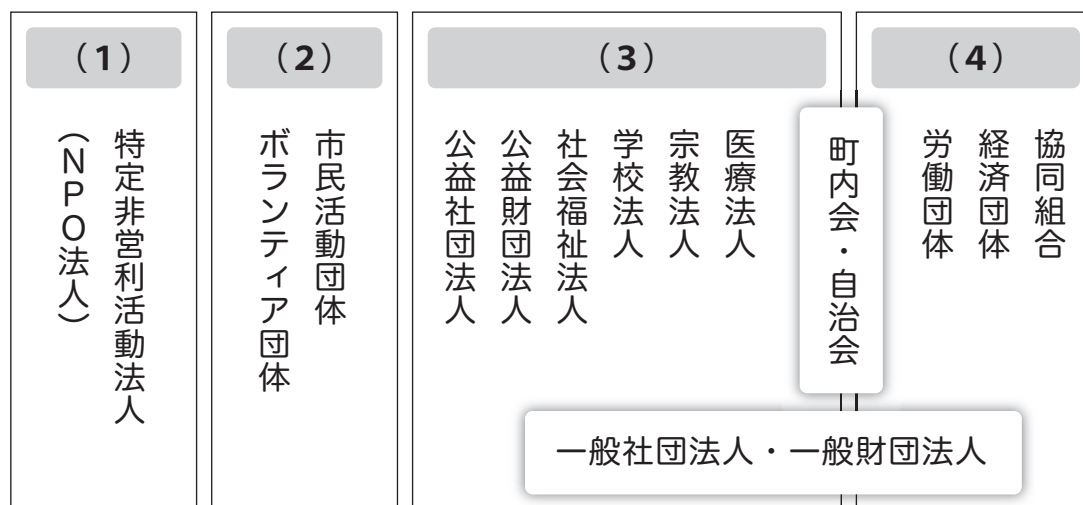 （1）
特定非営利活動法人
（NPO法人）
（2）
市民活動団体
ボランティア団体
（3）
医療法人
宗教法人
学校法人
社会福祉法人
公益財団法人
公益社団法人
町内会・自治会
（4）
協同組合
経済団体
労働団体
一般社団法人・一般財団法人